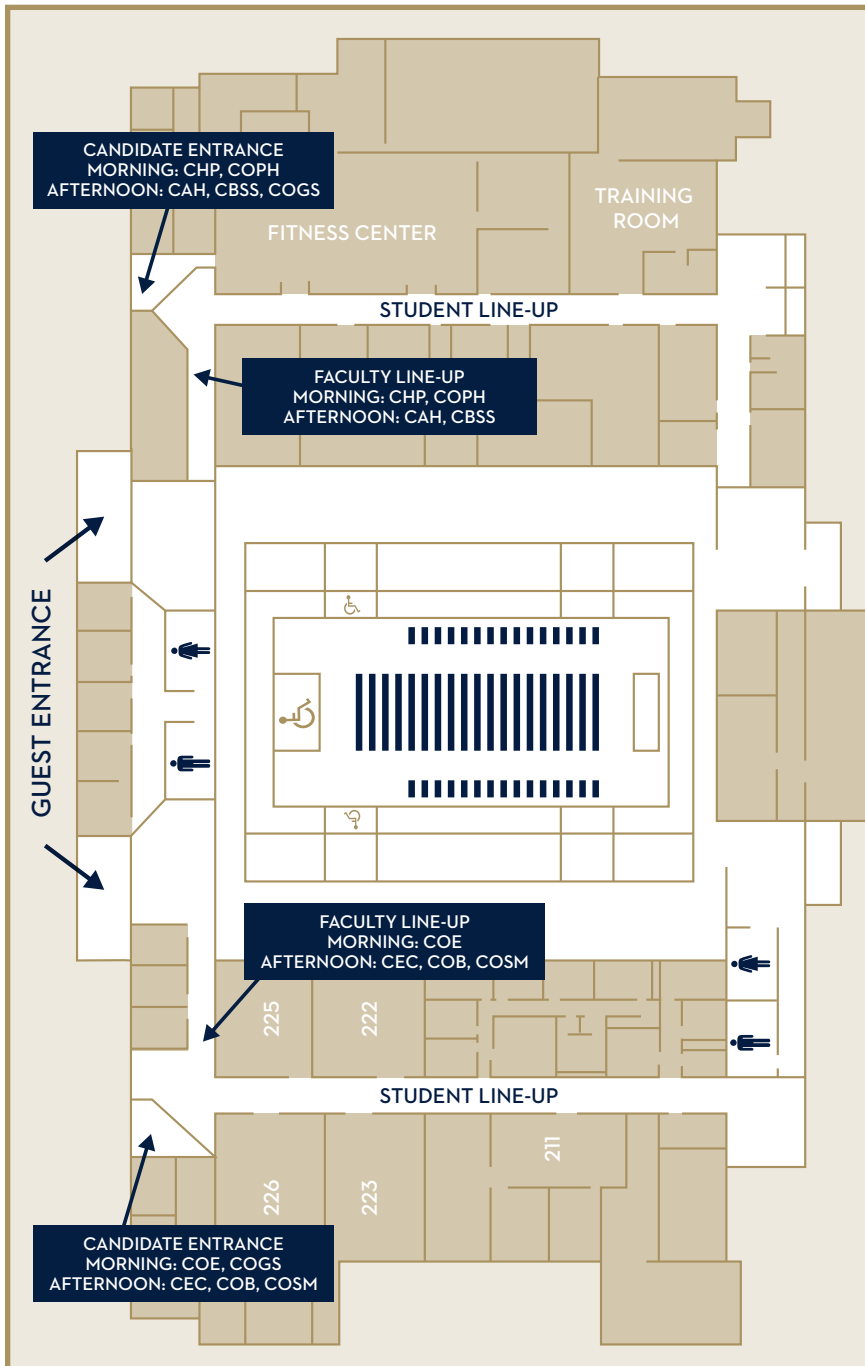 CANDIDATE ENTRANCE
MORNING: CHP, COPH
AFTERNOON: CAH, CBSS, COGS
FITNESS CENTER
TRAINING
ROOM
STUDENT LINE-UP
FACULTY LINE-UP
MORNING: CHP, COPH
AFTERNOON: CAH, CBSS
GUEST ENTRANCE
FACULTY LINE-UP
MORNING: COE
AFTERNOON: CEC, COB, COSM
225
222
STUDENT LINE-UP
226
223
211
CANDIDATE ENTRANCE
MORNING: COE, COGS
AFTERNOON: CEC, COB, COSM